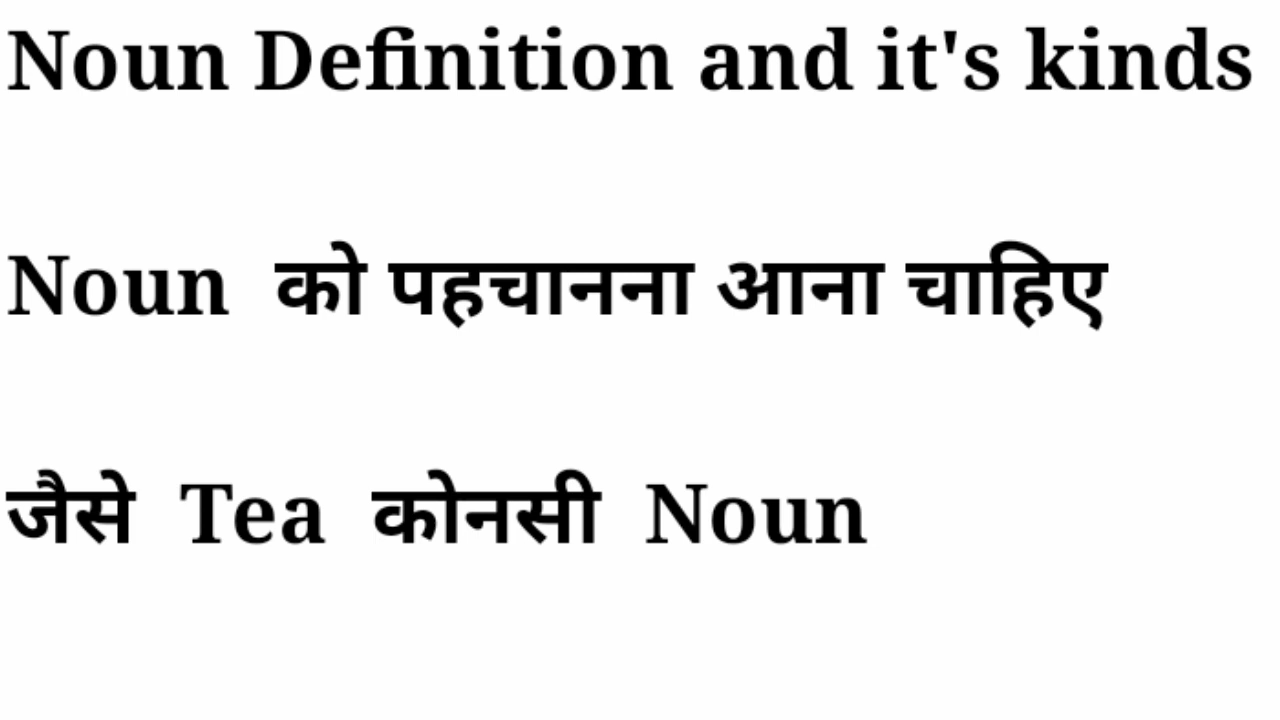 Noun Definition and it's kinds
Noun को पहचानना आना चाहिए
जैसे Tea कोनसी Noun